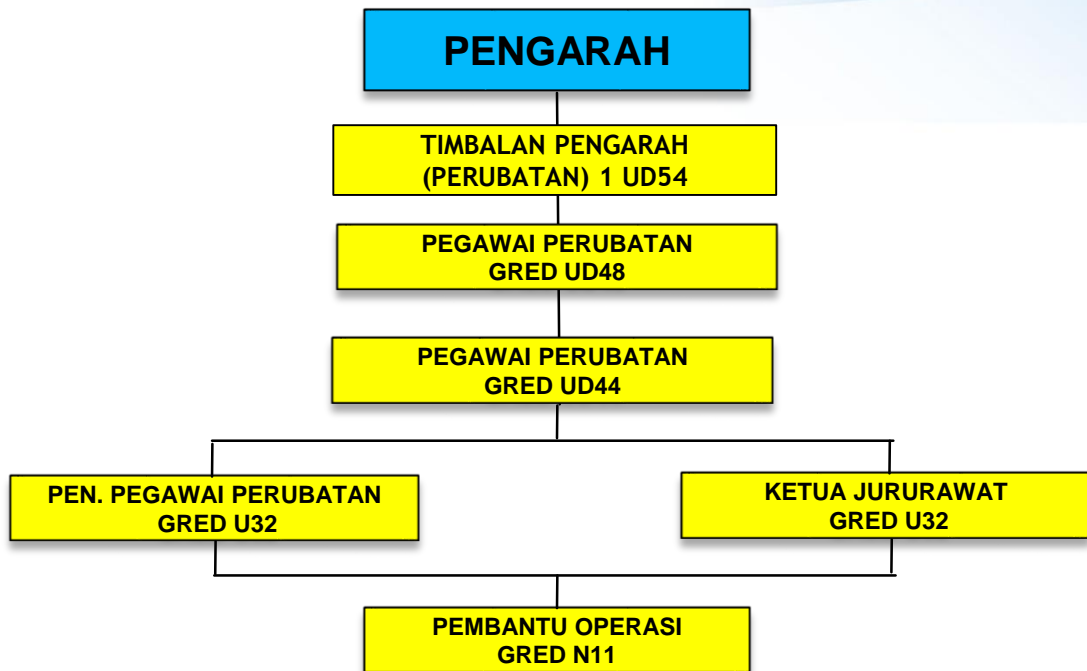 PENGARAH
TIMBALAN PENGARAH
(PERUBATAN) 1 UD54
PEGAWAI PERUBATAN
GRED UD48
PEGAWAI PERUBATAN
GRED UD44
PEN. PEGAWAI PERUBATAN
GRED U32
KETUA JURURAWAT
GRED U32
PEMBANTU OPERASI
GRED N11